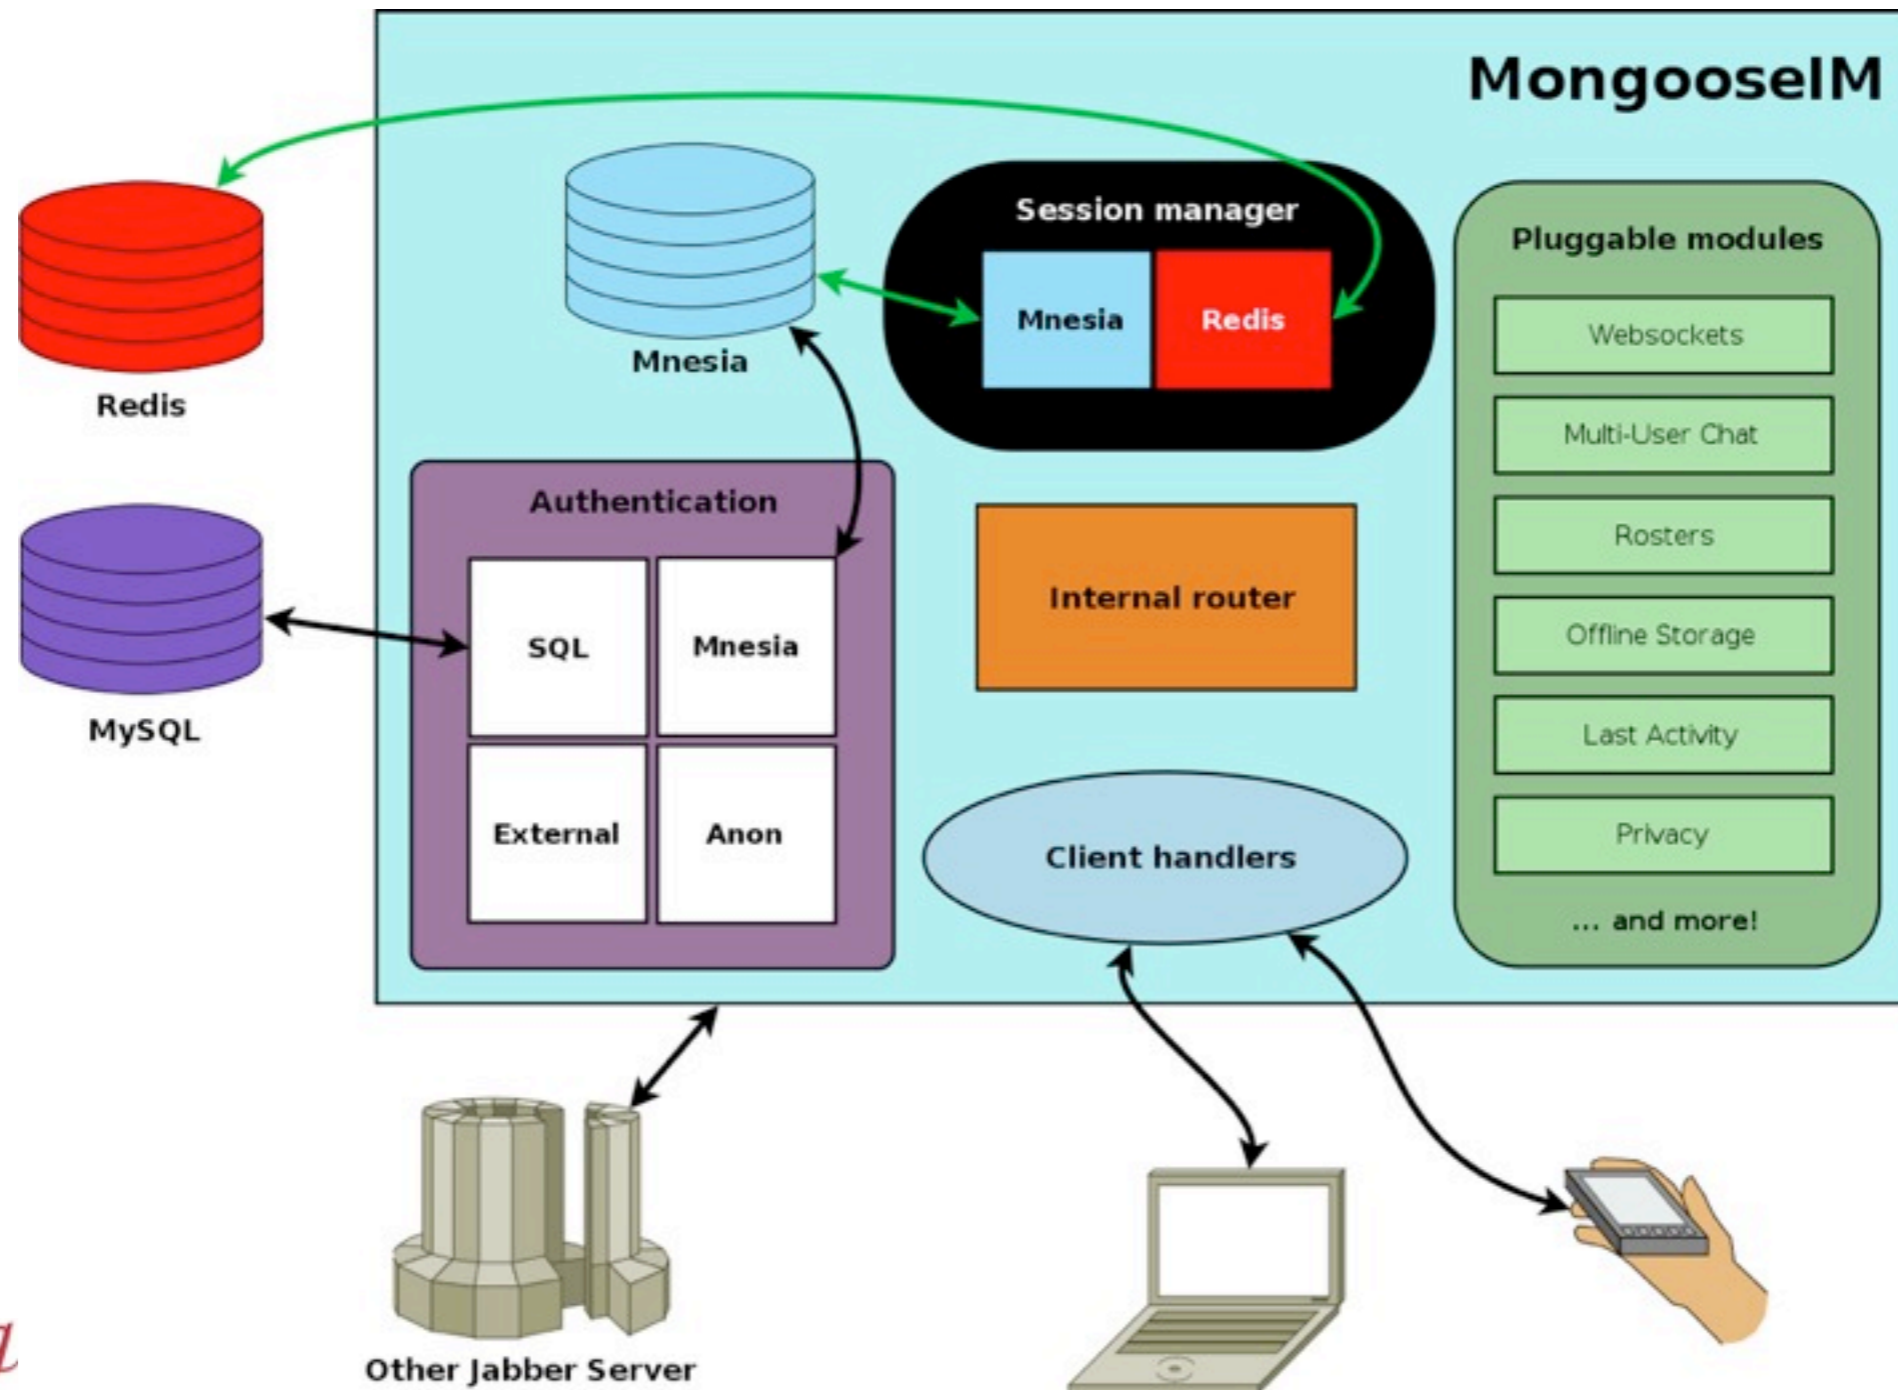 MongooseIM
Session manager
Pluggable modules
Mnesia
Redis
Websockets
Mnesia
Redis
Multi-User Chat
Authentication
Rosters
Internal router
SQL
Mnesia
Offline Storage
MySQL
Last Activity
External
Anon
Client handlers
Privacy
... and more!
Other Jabber Server